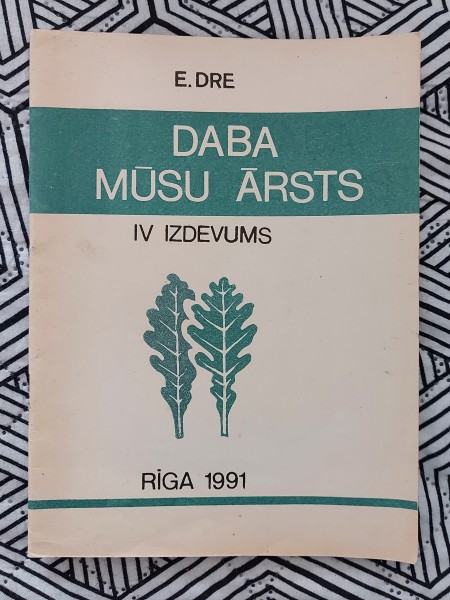 E. DRE
DABA
MŪSU ĀRSTS
IV IZDEVUMS
RĪGA 1991